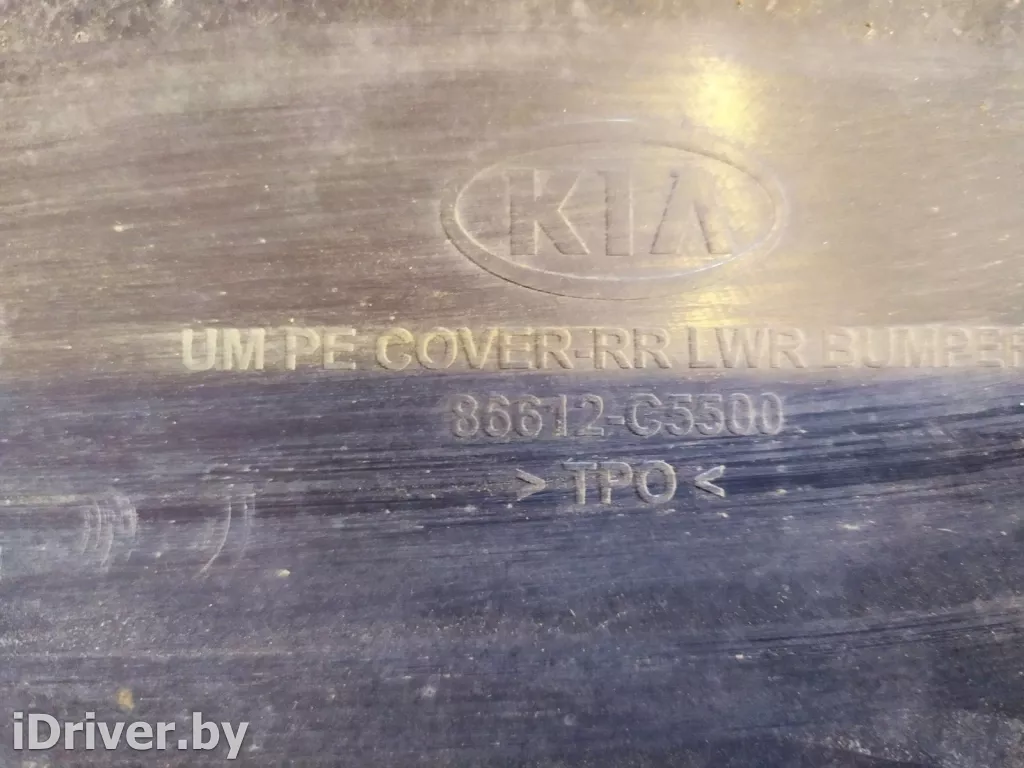 KIA
UM PE COVER-RR LWR BUMPER
86612-C5500
> TPO <
iDriver.by